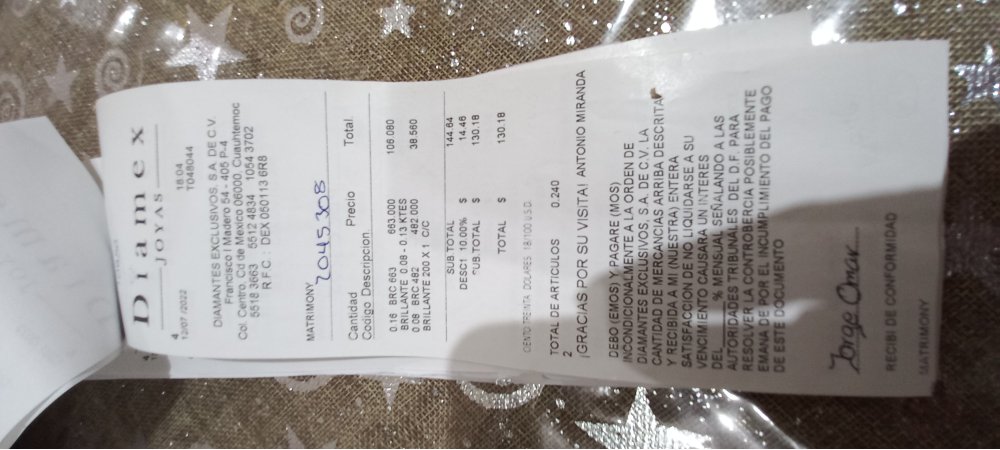 Diamex
JOYAS
4
12/07/2022 18:04
T048044
DIAMANTES EXCLUSIVOS, S.A DE C.V.
Francisco I Madero 54 - 405 P-4
Col. Centro, Cd de Mexico 06000, Cuauhtemoc
5518 3663 5512 4834 1054 3702
R F C DEX 050113 6R8
MATRIMONY
2045308
Cantidad Precio Total.
Codigo Descripcion
0.16 BRC 663 663.000 106.080
BRILLANTE 0.08 - 0.13 KTES
0.08 BRC 482 482.000 38.560
BRILLANTE 200 X 1 C/C
SUB.TOTAL 144.64
DESC1 10.00% $ 14.46
SUB.TOTAL $ 130.18
TOTAL $ 130.18
CIENTO TREINTA DOLARES 18/100 U.S.D.
TOTAL DE ARTICULOS 0.240
2
¡GRACIAS POR SU VISITA! ANTONIO MIRANDA
DEBO (EMOS) Y PAGARE (MOS)
INCONDICIONALMENTE A LA ORDEN DE
DIAMANTES EXCLUSIVOS, S.A. DE C.V. LA
CANTIDAD DE MERCANCIAS ARRIBA DESCRITA
Y RECIBIDA A MI (NUESTRA) ENTERA
SATISFACCION DE NO LIQUIDARSE A SU
VENCIMIENTO CAUSARA UN INTERES
DEL ____ % MENSUAL SEÑALANDO A LAS
AUTORIDADES TRIBUNALES DEL D.F. PARA
RESOLVER LA CONTROBERCIA POSIBLEMENTE
EMANA DE POR EL INCUMPLIMIENTO DEL PAGO
DE ESTE DOCUMENTO
Jorge Omar
RECIBI DE CONFORMIDAD
MATRIMONY